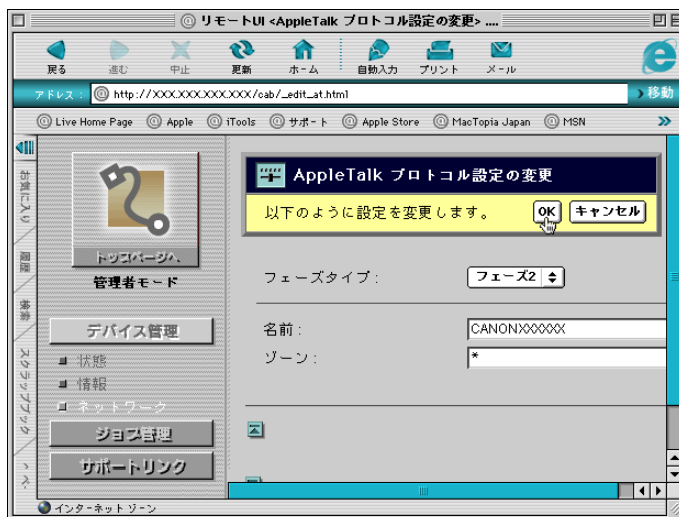 リモートUI <AppleTalk プロトコル設定の変更> ....
戻る 進む 中止 更新 ホーム 自動入力 プリント メール
アドレス: http://XXX.XXX.XXX.XXX/cab/_edit_at.html 移動
Live Home Page Apple iTools サポート Apple Store MacTopia Japan MSN
お気に入り
履歴
検索
スクラップブック
トップページへ
管理者モード
デバイス管理
状態
情報
ネットワーク
ジョブ管理
サポートリンク
AppleTalk プロトコル設定の変更
以下のように設定を変更します。 OK キャンセル
フェーズタイプ: フェーズ2
名前: CANONXXXXXX
ゾーン: *
インターネットゾーン